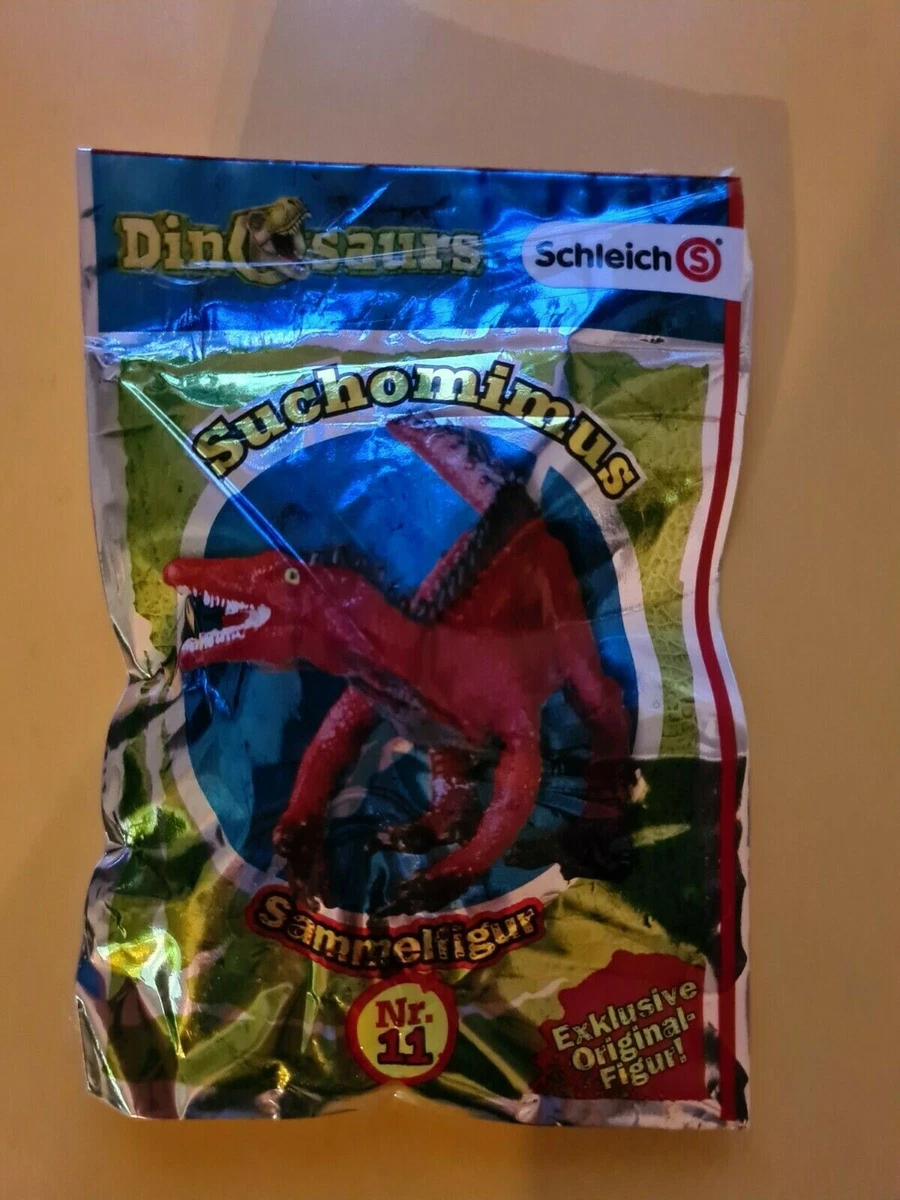 Dinosaurs
Schleich S
Suchomimus
Sammelfigur
Nr.
11
Exklusive
Original-
Figur!